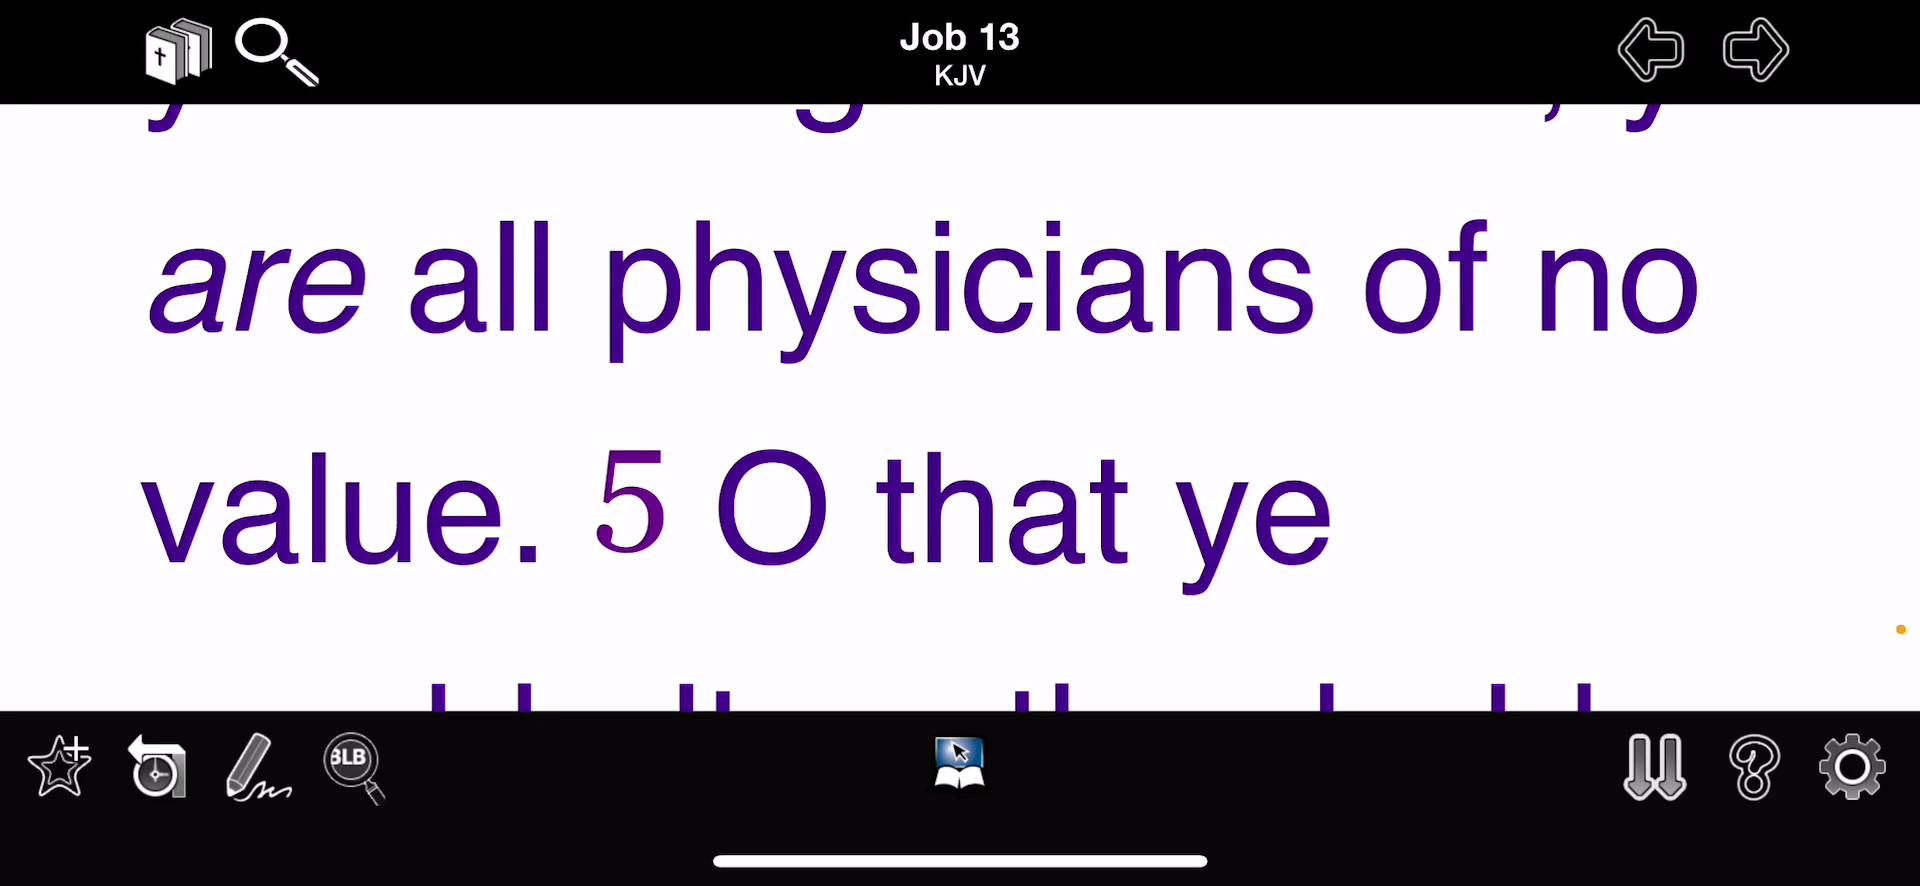 Job 13
KJV
are all physicians of no
value. 5 O that ye
BLB